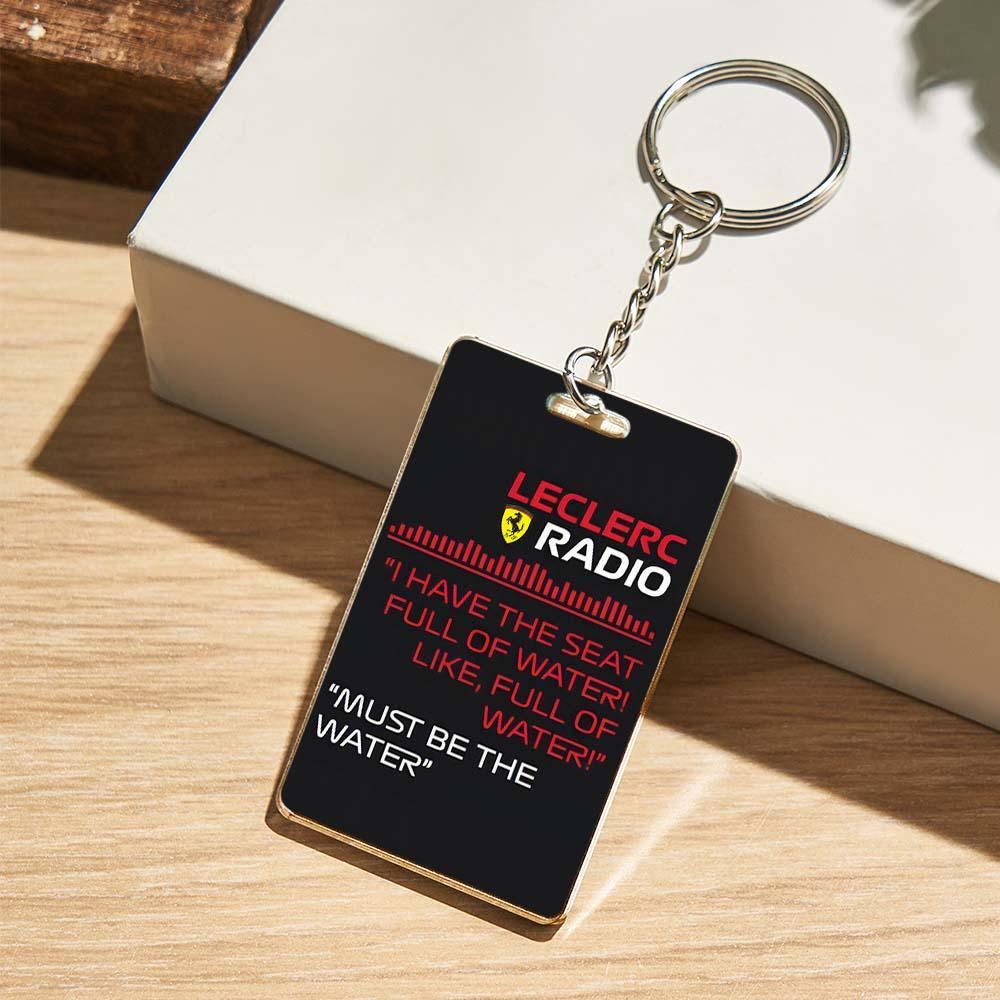 LECLERC
RADIO
"I HAVE THE SEAT
FULL OF WATER!
LIKE, FULL OF
WATER!"
"MUST BE THE
WATER"